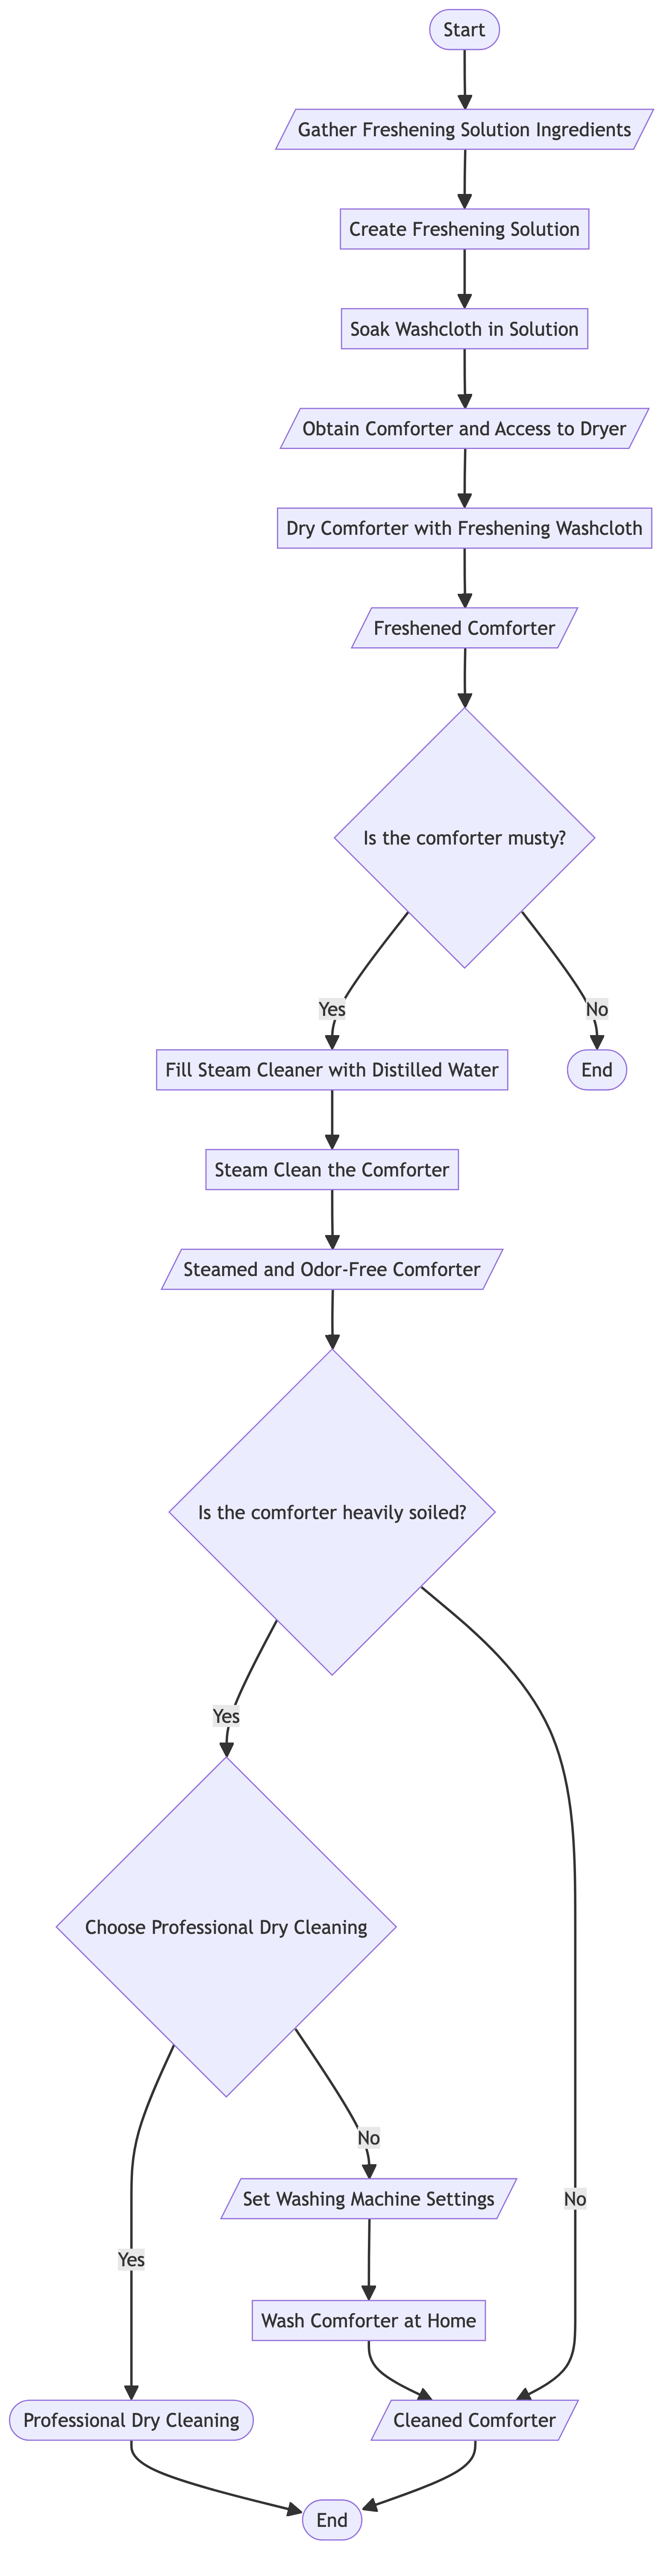 Start
Gather Freshening Solution Ingredients
Create Freshening Solution
Soak Washcloth in Solution
Obtain Comforter and Access to Dryer
Dry Comforter with Freshening Washcloth
Freshened Comforter
Is the comforter musty?
Yes
No
Fill Steam Cleaner with Distilled Water
End
Steam Clean the Comforter
Steamed and Odor-Free Comforter
Is the comforter heavily soiled?
Yes
Choose Professional Dry Cleaning
No
Set Washing Machine Settings
No
Yes
Wash Comforter at Home
Professional Dry Cleaning
Cleaned Comforter
End